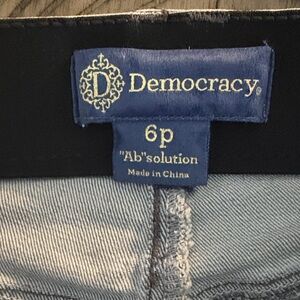 D Democracy®
6p
"Ab"solution
Made in China